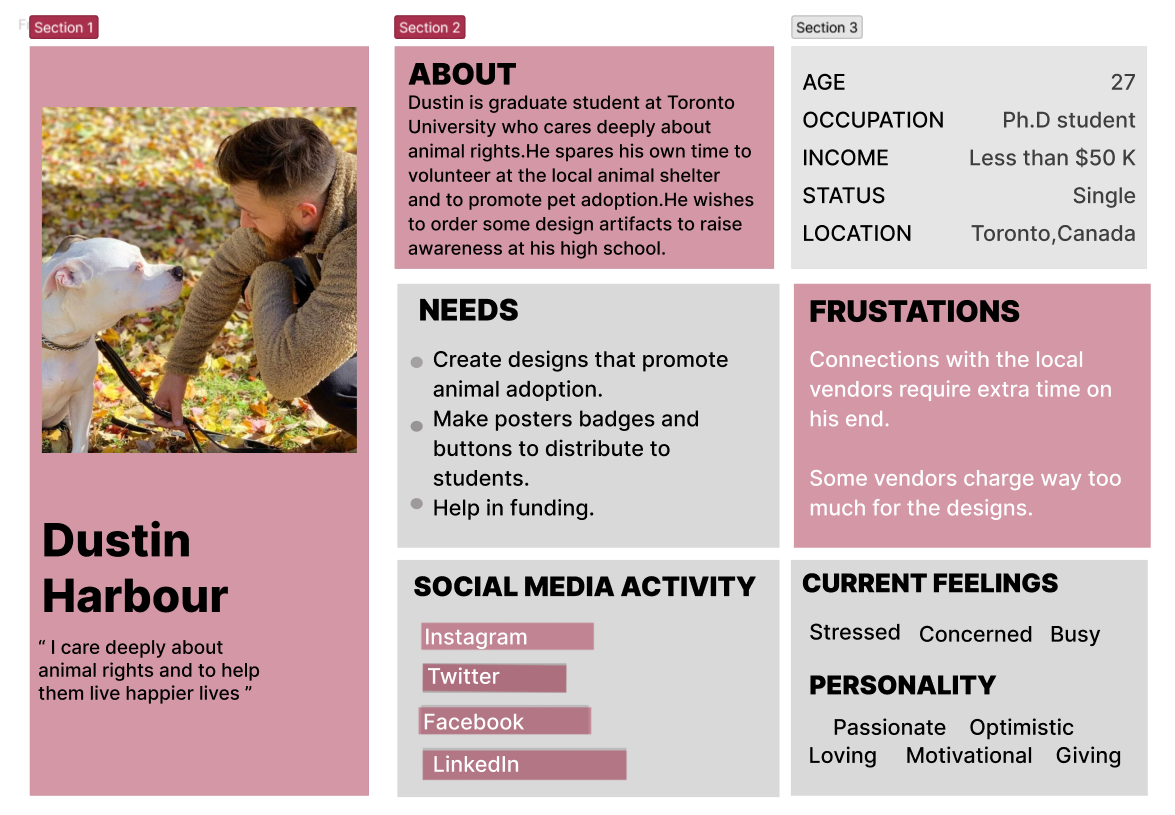 Section 1
Dustin
Harbour
“ I care deeply about
animal rights and to help
them live happier lives ”
Section 2
ABOUT
Dustin is graduate student at Toronto
University who cares deeply about
animal rights.He spares his own time to
volunteer at the local animal shelter
and to promote pet adoption.He wishes
to order some design artifacts to raise
awareness at his high school.
NEEDS
Create designs that promote
animal adoption.
Make posters badges and
buttons to distribute to
students.
Help in funding.
SOCIAL MEDIA ACTIVITY
Instagram
Twitter
Facebook
LinkedIn
Section 3
AGE 27
OCCUPATION Ph.D student
INCOME Less than $50 K
STATUS Single
LOCATION Toronto,Canada
FRUSTATIONS
Connections with the local
vendors require extra time on
his end.
Some vendors charge way too
much for the designs.
CURRENT FEELINGS
Stressed Concerned Busy
PERSONALITY
Passionate Optimistic
Loving Motivational Giving